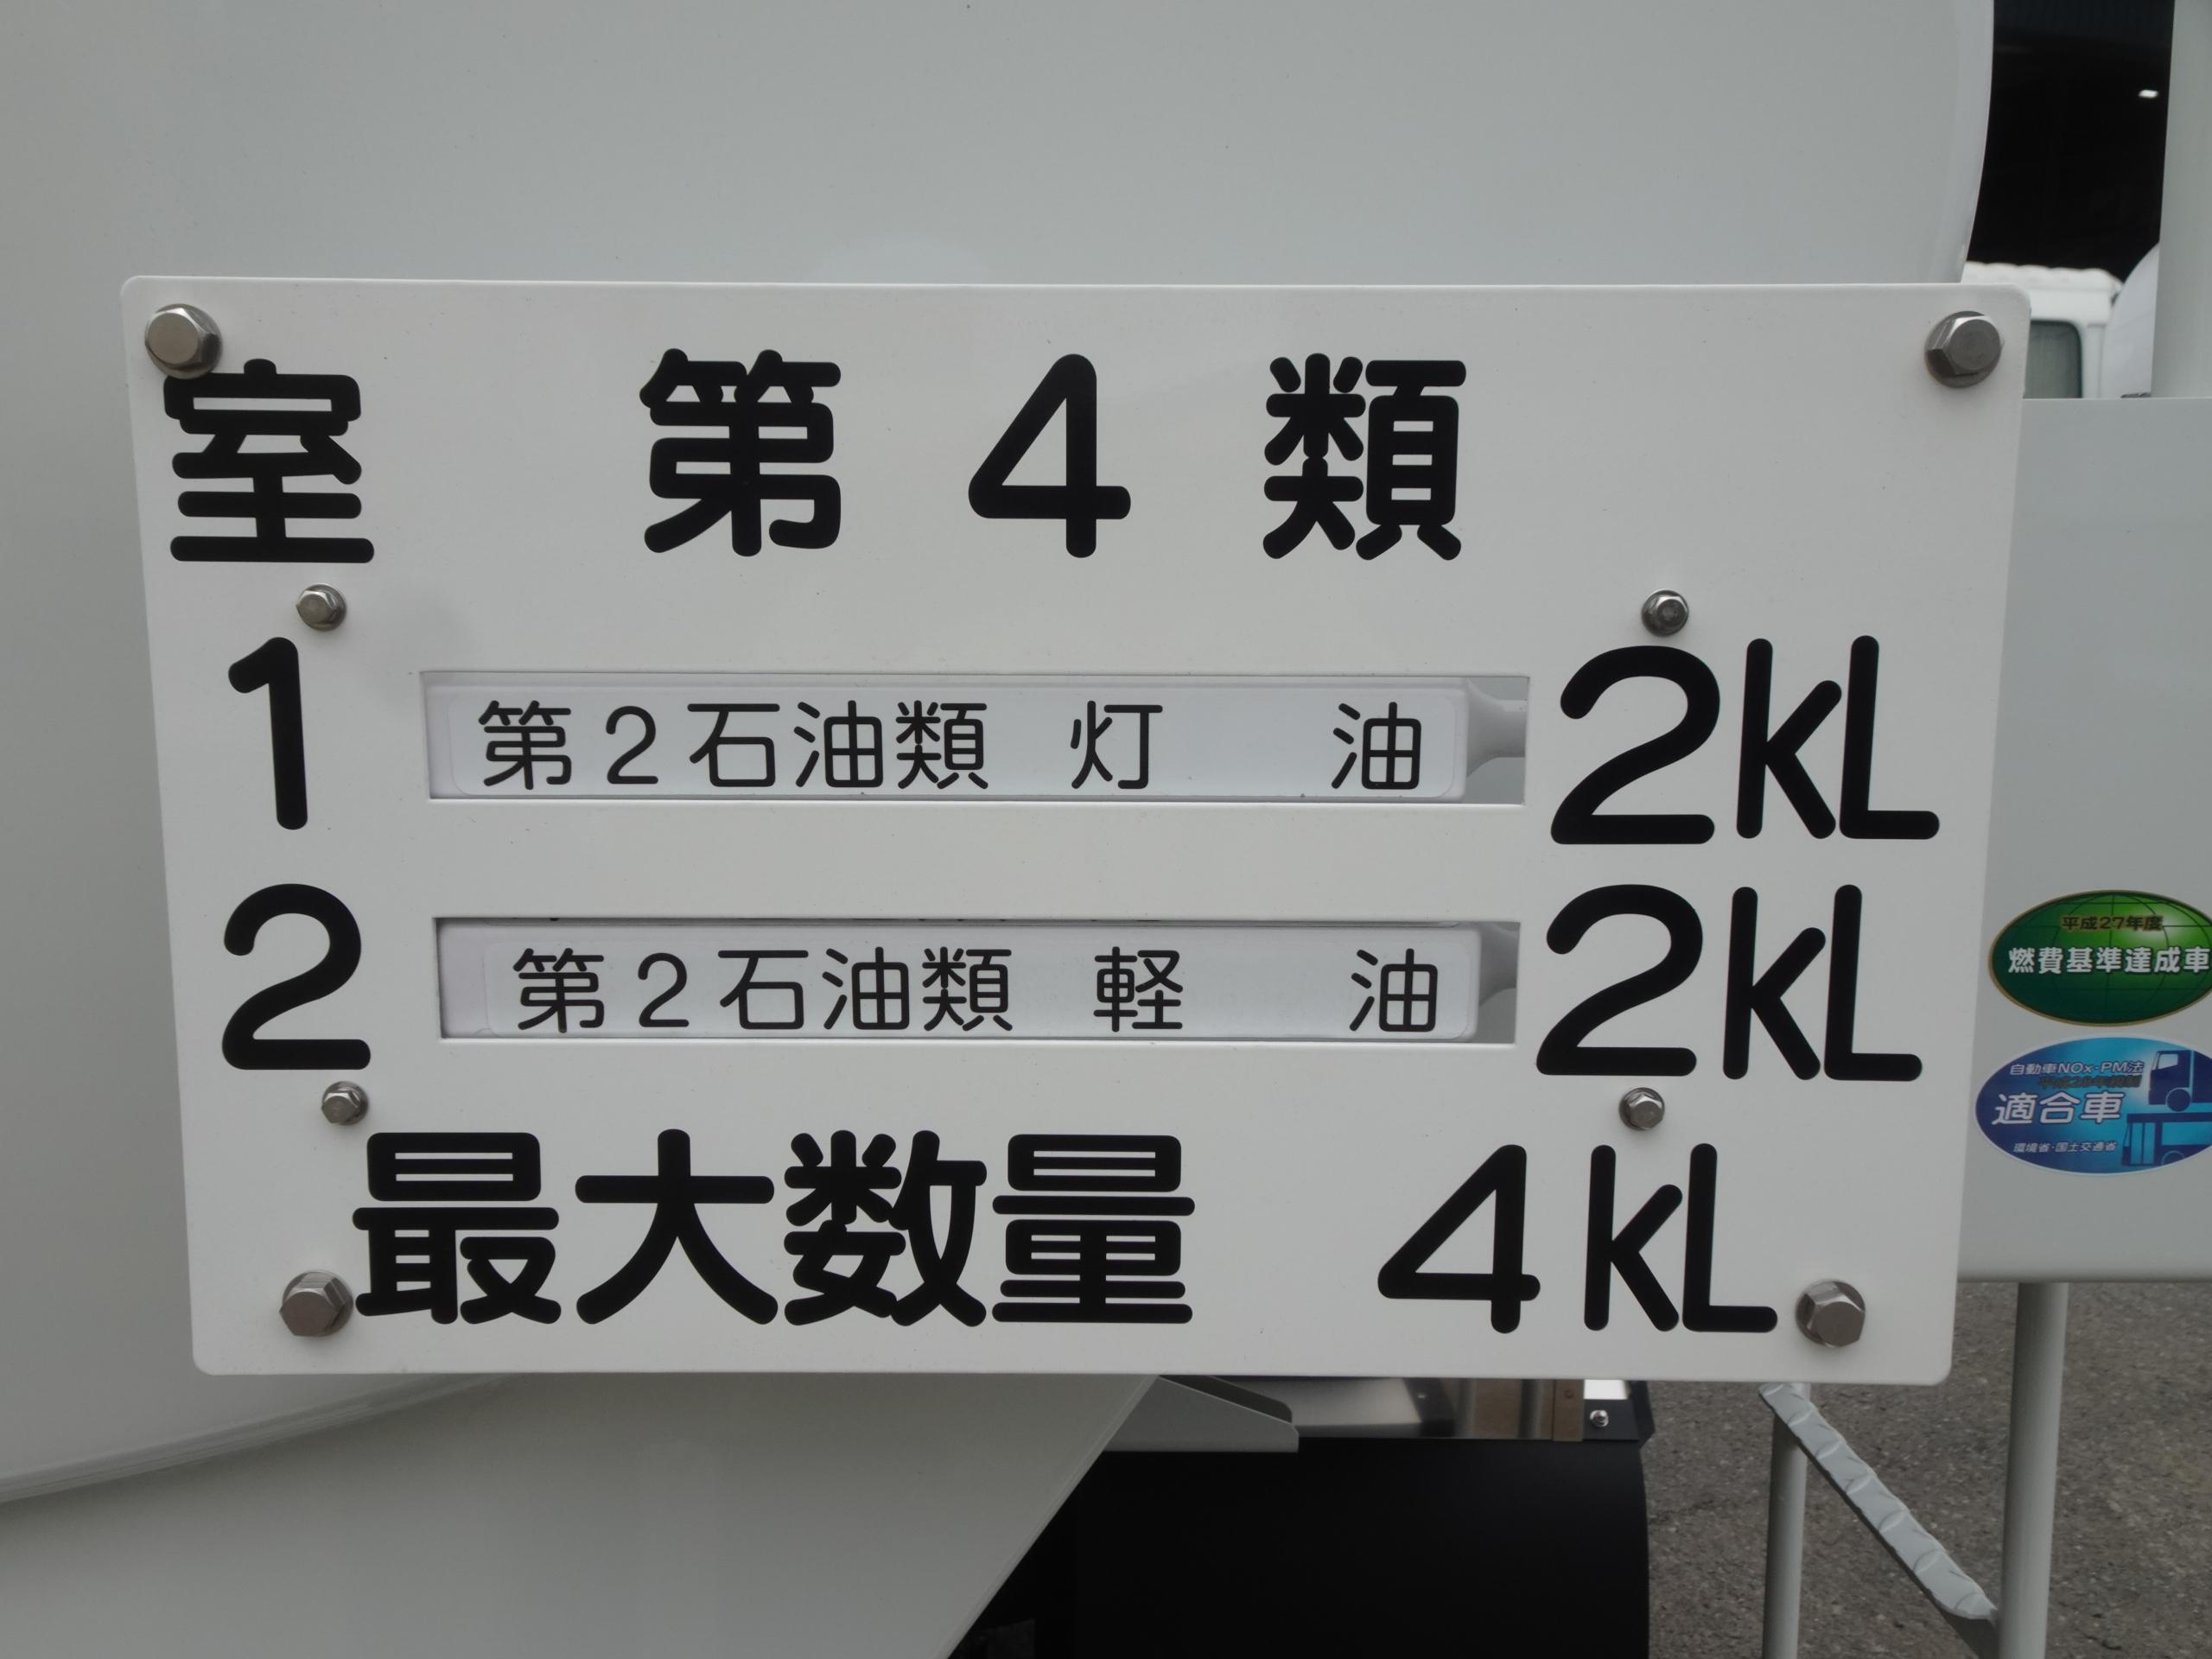 室 第4類
1 第2石油類 灯 油 2KL
2 第2石油類 軽 油 2KL
最大数量 4KL
平成27年度
燃費基準達成車
自動車NOx・PM法
適合車
環境省・国土交通省